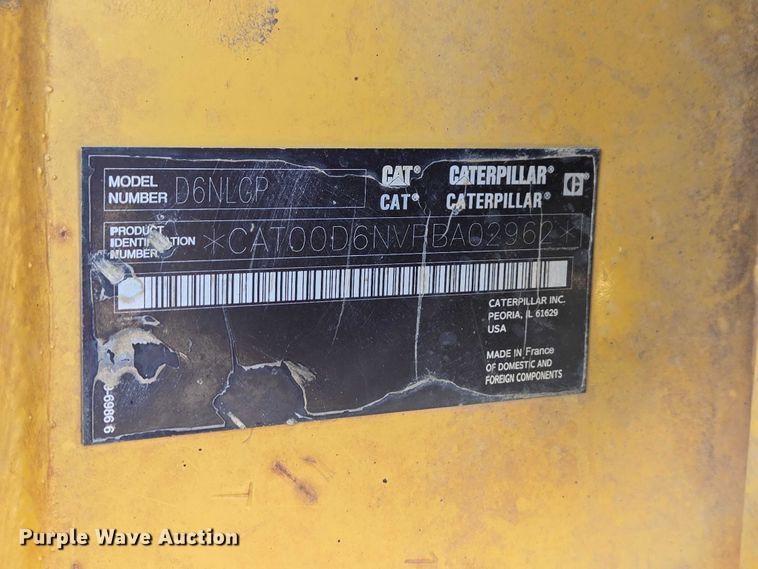 MODEL NUMBER D6NLGP
CAT® CATERPILLAR®
CAT® CATERPILLAR®
PRODUCT IDENTIFICATION NUMBER *CAT00D6NVPBA02962*
CATERPILLAR INC.
PEORIA, IL 61629
USA
MADE IN France
OF DOMESTIC AND
FOREIGN COMPONENTS
Purple Wave Auction